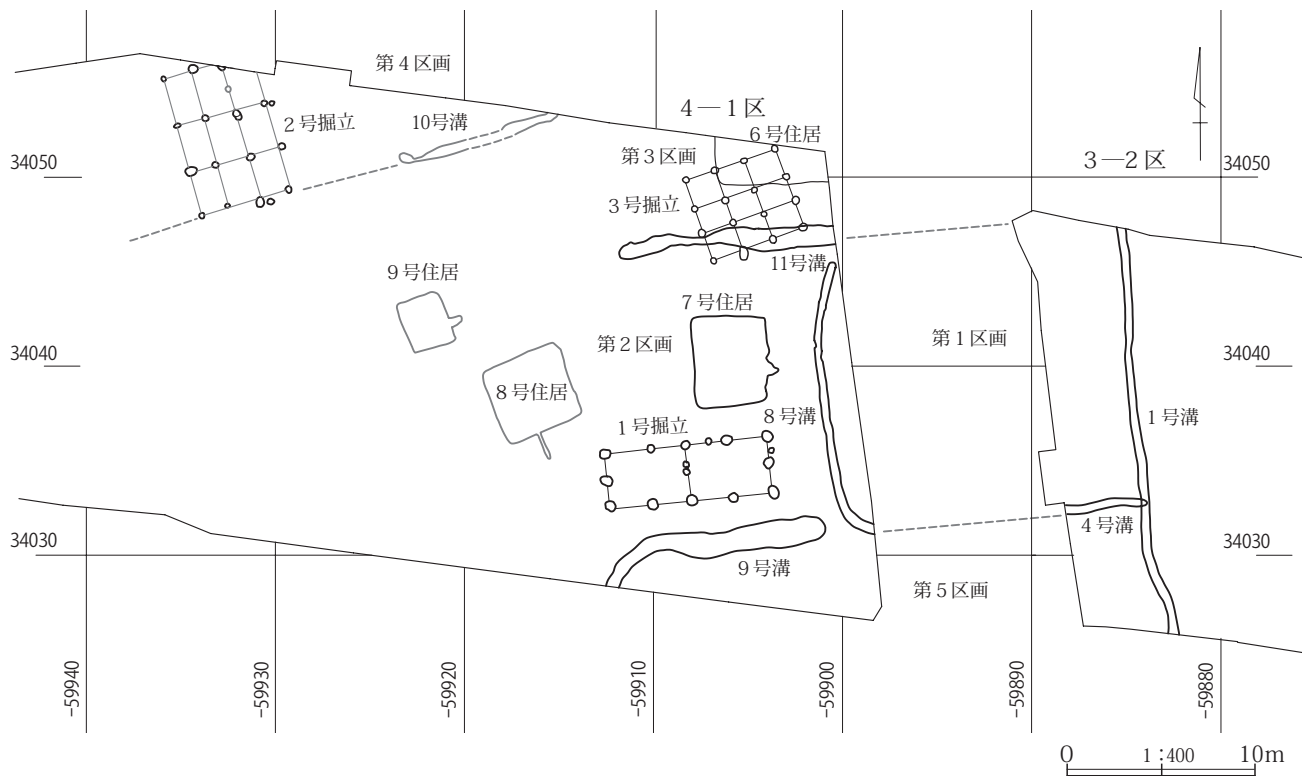 第４区画
４―１区
２号掘立
10号溝
６号住居
第３区画
３―２区
34050
34050
３号掘立
11号溝
９号住居
７号住居
第２区画
第１区画
34040
34040
８号住居
１号掘立
８号溝
１号溝
４号溝
34030
34030
９号溝
第５区画
-59940
-59930
-59920
-59910
-59900
-59890
-59880
0 1:400 10m